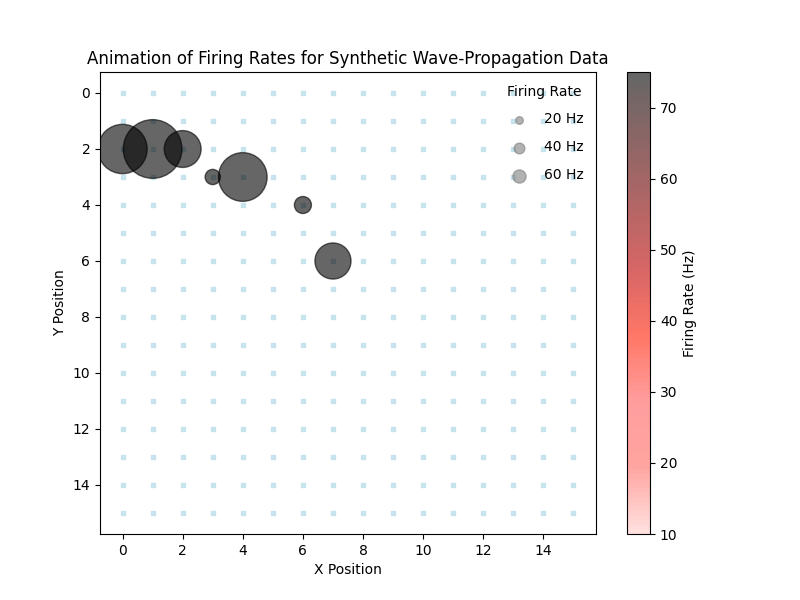 Animation of Firing Rates for Synthetic Wave-Propagation Data
Firing Rate
20 Hz
40 Hz
60 Hz
0
2
4
6
8
10
12
14
Y Position
0
2
4
6
8
10
12
14
X Position
70
60
50
40
30
20
10
Firing Rate (Hz)